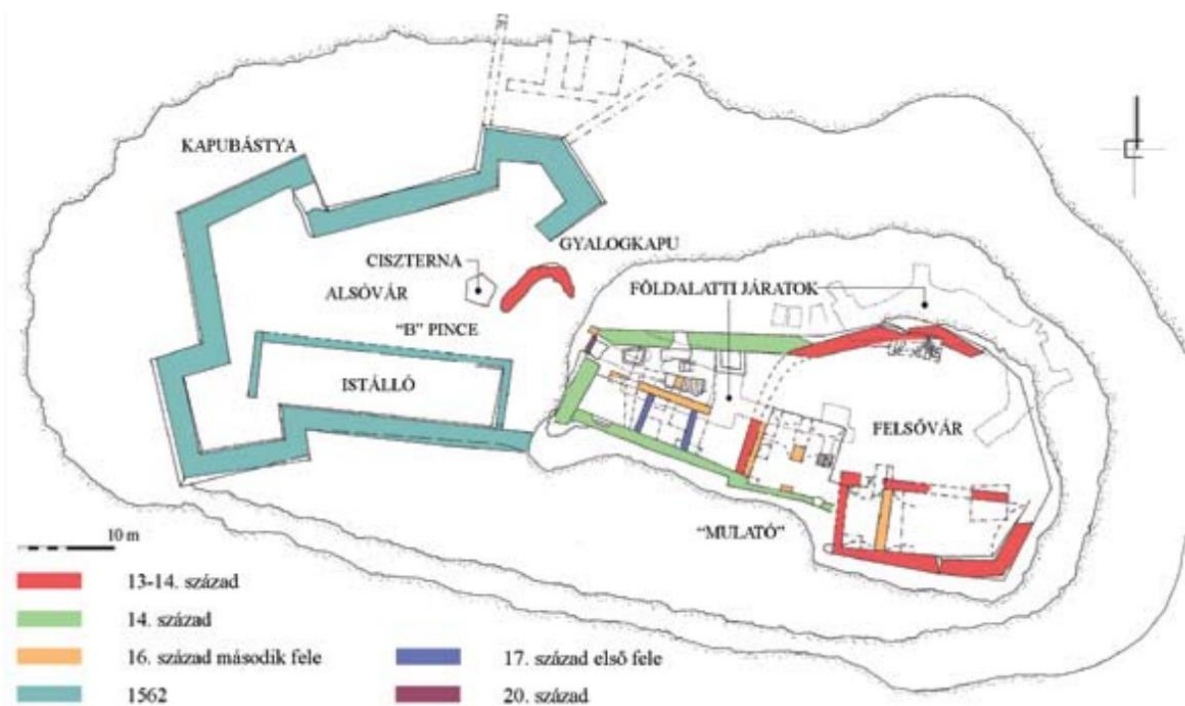 KAPUBÁSTYA
GYALOGKAPU
CISZTERNA
FÖLDALATTI JÁRATOK
ALSÓVÁR
“B” PINCE
ISTÁLLÓ
FELSŐVÁR
“MULATÓ”
10 m
13-14. század
14. század
16. század második fele
1562
17. század első fele
20. század